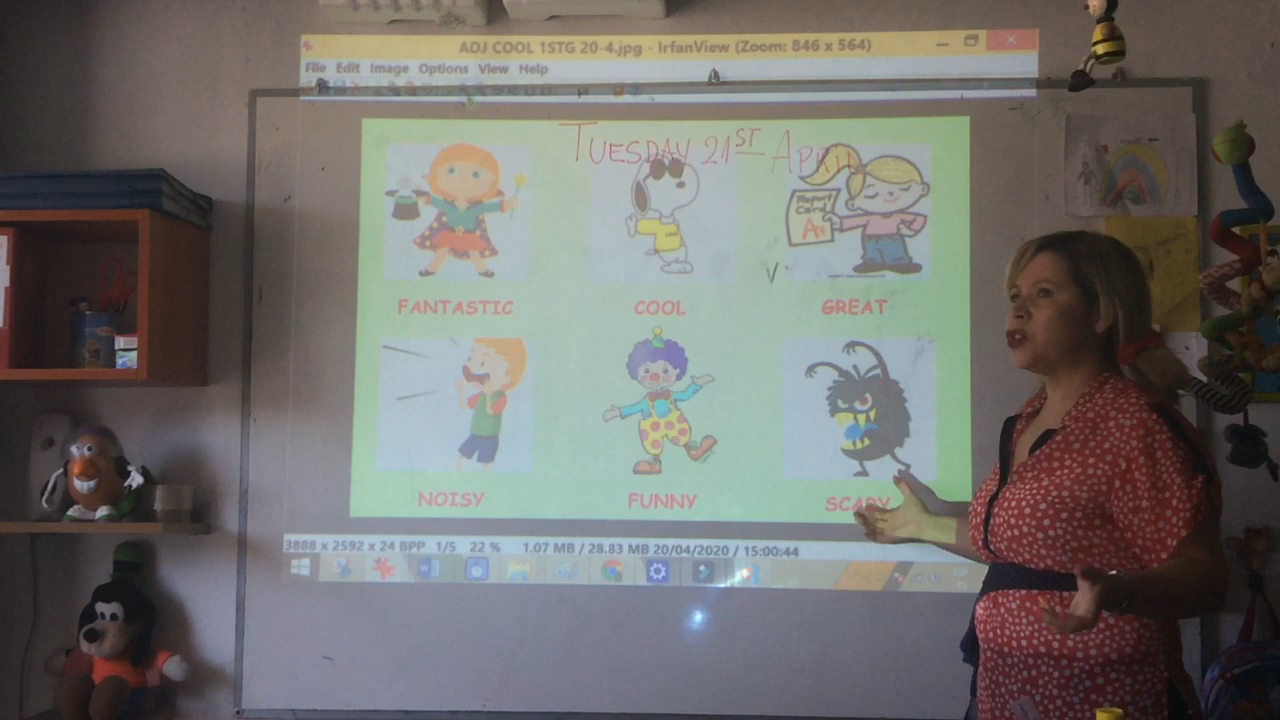 ADJ COOL 1STG 20-4.jpg - IrfanView (Zoom: 846 x 564)
File Edit Image Options View Help
TUESDAY 21ST APRIL
Report
Card
A+
FANTASTIC COOL GREAT
NOISY FUNNY SCARY
3888 x 2592 x 24 BPP 1/5 22 % 1.07 MB / 28.83 MB 20/04/2020 / 15:00:44